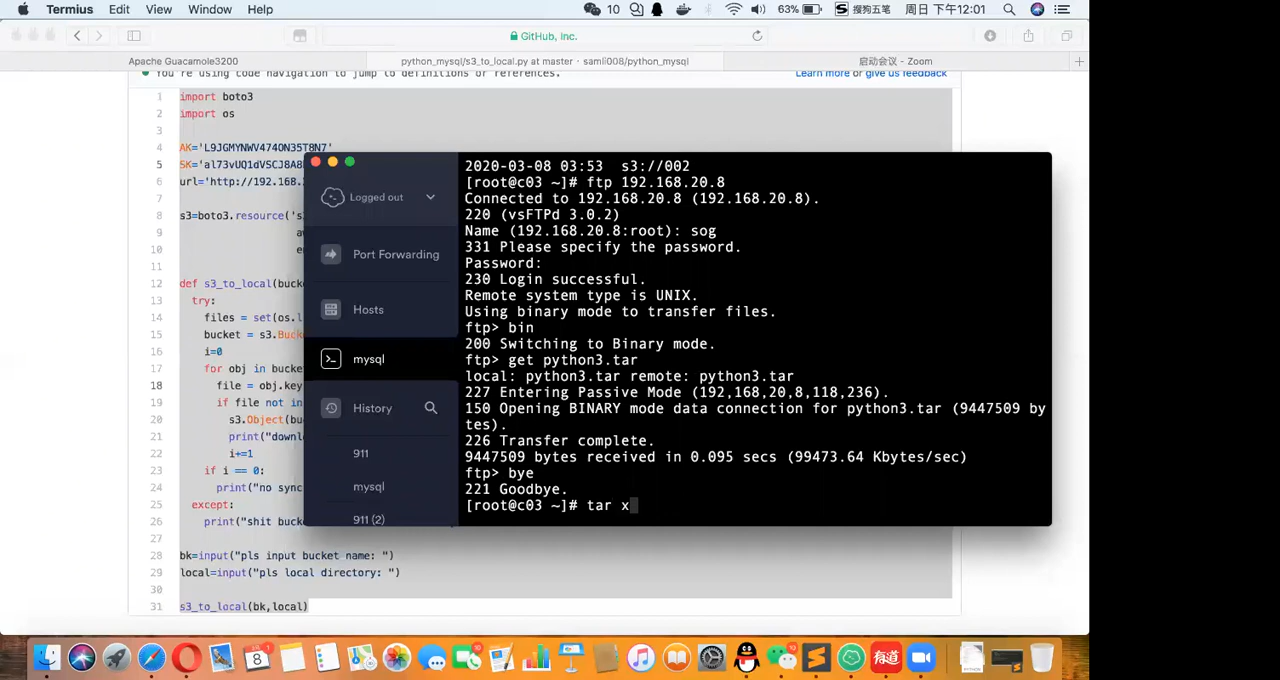 Termius Edit View Window Help 10 63% 搜狗五笔 周日 下午12:01
GitHub, Inc.
Apache Guacamole3200 python_mysql/s3_to_local.py at master · samli008/python_mysql 启动会议 - Zoom
You're using code navigation to jump to definitions or references. Learn more or give us feedback
1 import boto3
2 import os
3
4 AK='L9JGMYNWV474ON35T8N7'
5 SK='al73vUQ1dVSCJ8A8
6 url='http://192.168.
7
8 s3=boto3.resource('s
9 aw
10 en
11
12 def s3_to_local(bucke
13 try:
14 files = set(os.l
15 bucket = s3.Buck
16 i=0
17 for obj in bucke
18 file = obj.key
19 if file not in
20 s3.Object(bu
21 print("downl
22 i+=1
23 if i == 0:
24 print("no sync
25 except:
26 print("shit buck
27
28 bk=input("pls input bucket name: ")
29 local=input("pls local directory: ")
30
31 s3_to_local(bk,local)
Logged out
Port Forwarding
Hosts
mysql
History
911
mysql
911 (2)
2020-03-08 03:53 s3://002
[root@c03 ~]# ftp 192.168.20.8
Connected to 192.168.20.8 (192.168.20.8).
220 (vsFTPd 3.0.2)
Name (192.168.20.8:root): sog
331 Please specify the password.
Password:
230 Login successful.
Remote system type is UNIX.
Using binary mode to transfer files.
ftp> bin
200 Switching to Binary mode.
ftp> get python3.tar
local: python3.tar remote: python3.tar
227 Entering Passive Mode (192,168,20,8,118,236).
150 Opening BINARY mode data connection for python3.tar (9447509 by
tes).
226 Transfer complete.
9447509 bytes received in 0.095 secs (99473.64 Kbytes/sec)
ftp> bye
221 Goodbye.
[root@c03 ~]# tar x
8
有道